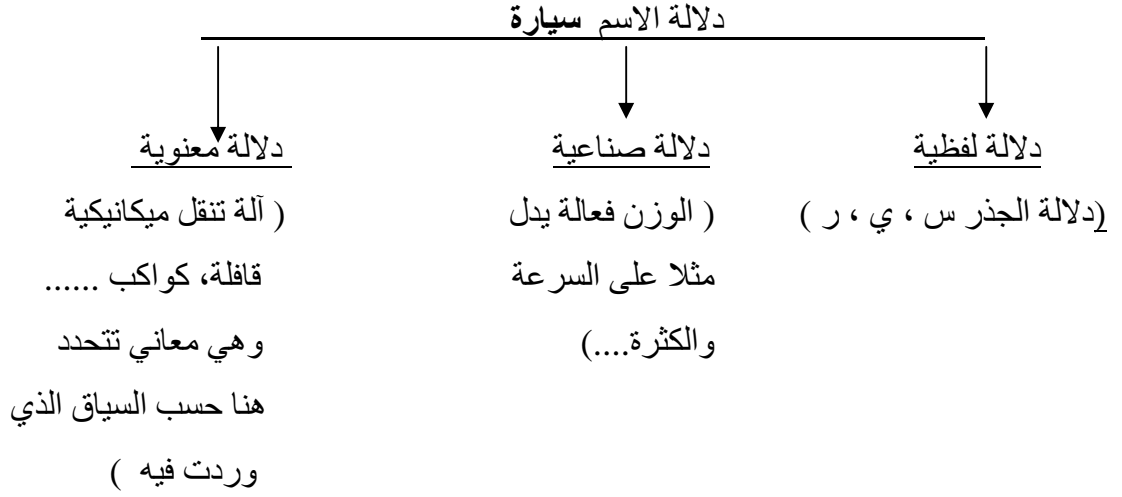 دلالة الاسم سيارة
دلالة لفظية
(دلالة الجذر س ، ي ، ر )
دلالة صناعية
( الوزن فعالة يدل
مثلا على السرعة
والكثرة....)
دلالة معنوية
( آلة تنقل ميكانيكية
قافلة، كواكب ......
وهي معاني تتحدد
هنا حسب السياق الذي
وردت فيه )